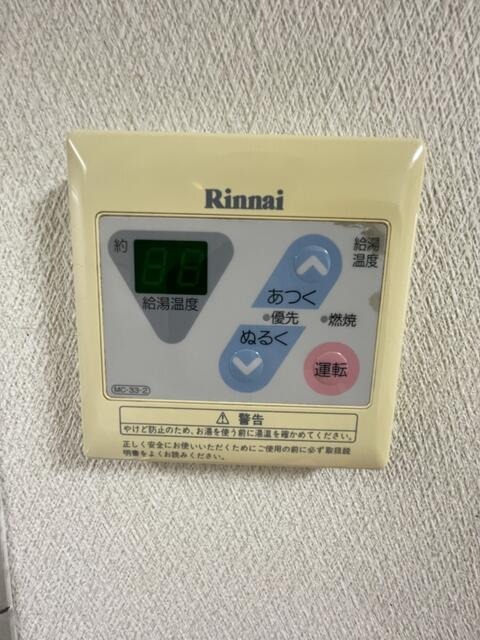 Rinnai
約
給湯温度
給湯
温度
あつく
優先
燃焼
ぬるく
運転
MC-33-2
警告
やけど防止のため、お湯を使う前に湯温を確かめてください。
正しく安全にお使いいただくためにご使用の前に必ず取扱説
明書をよくお読みください。